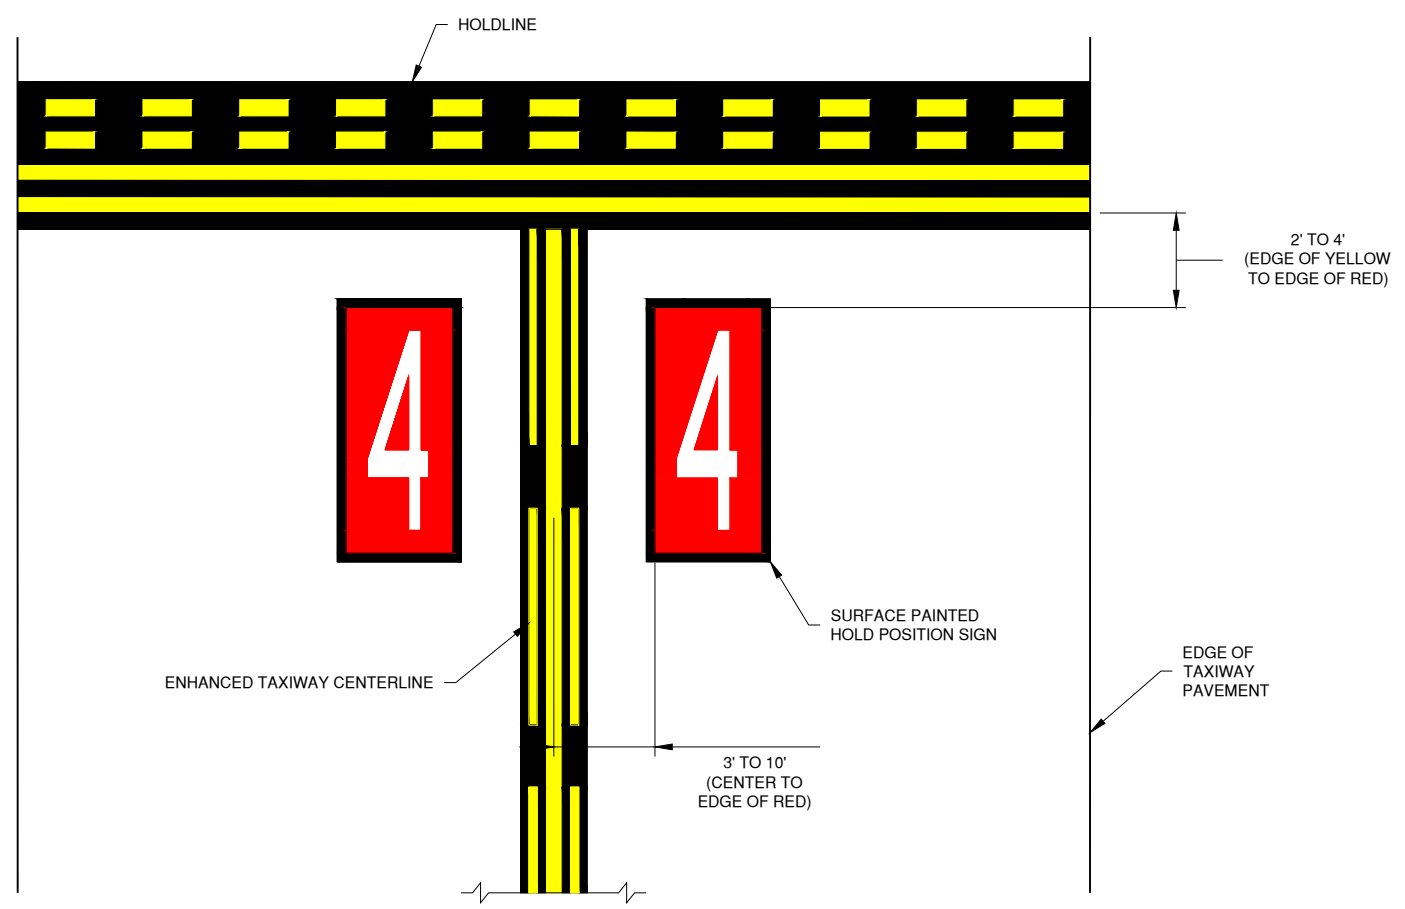 HOLDLINE
2' TO 4'
(EDGE OF YELLOW
TO EDGE OF RED)
4
4
SURFACE PAINTED
HOLD POSITION SIGN
ENHANCED TAXIWAY CENTERLINE
EDGE OF
TAXIWAY
PAVEMENT
3' TO 10'
(CENTER TO
EDGE OF RED)